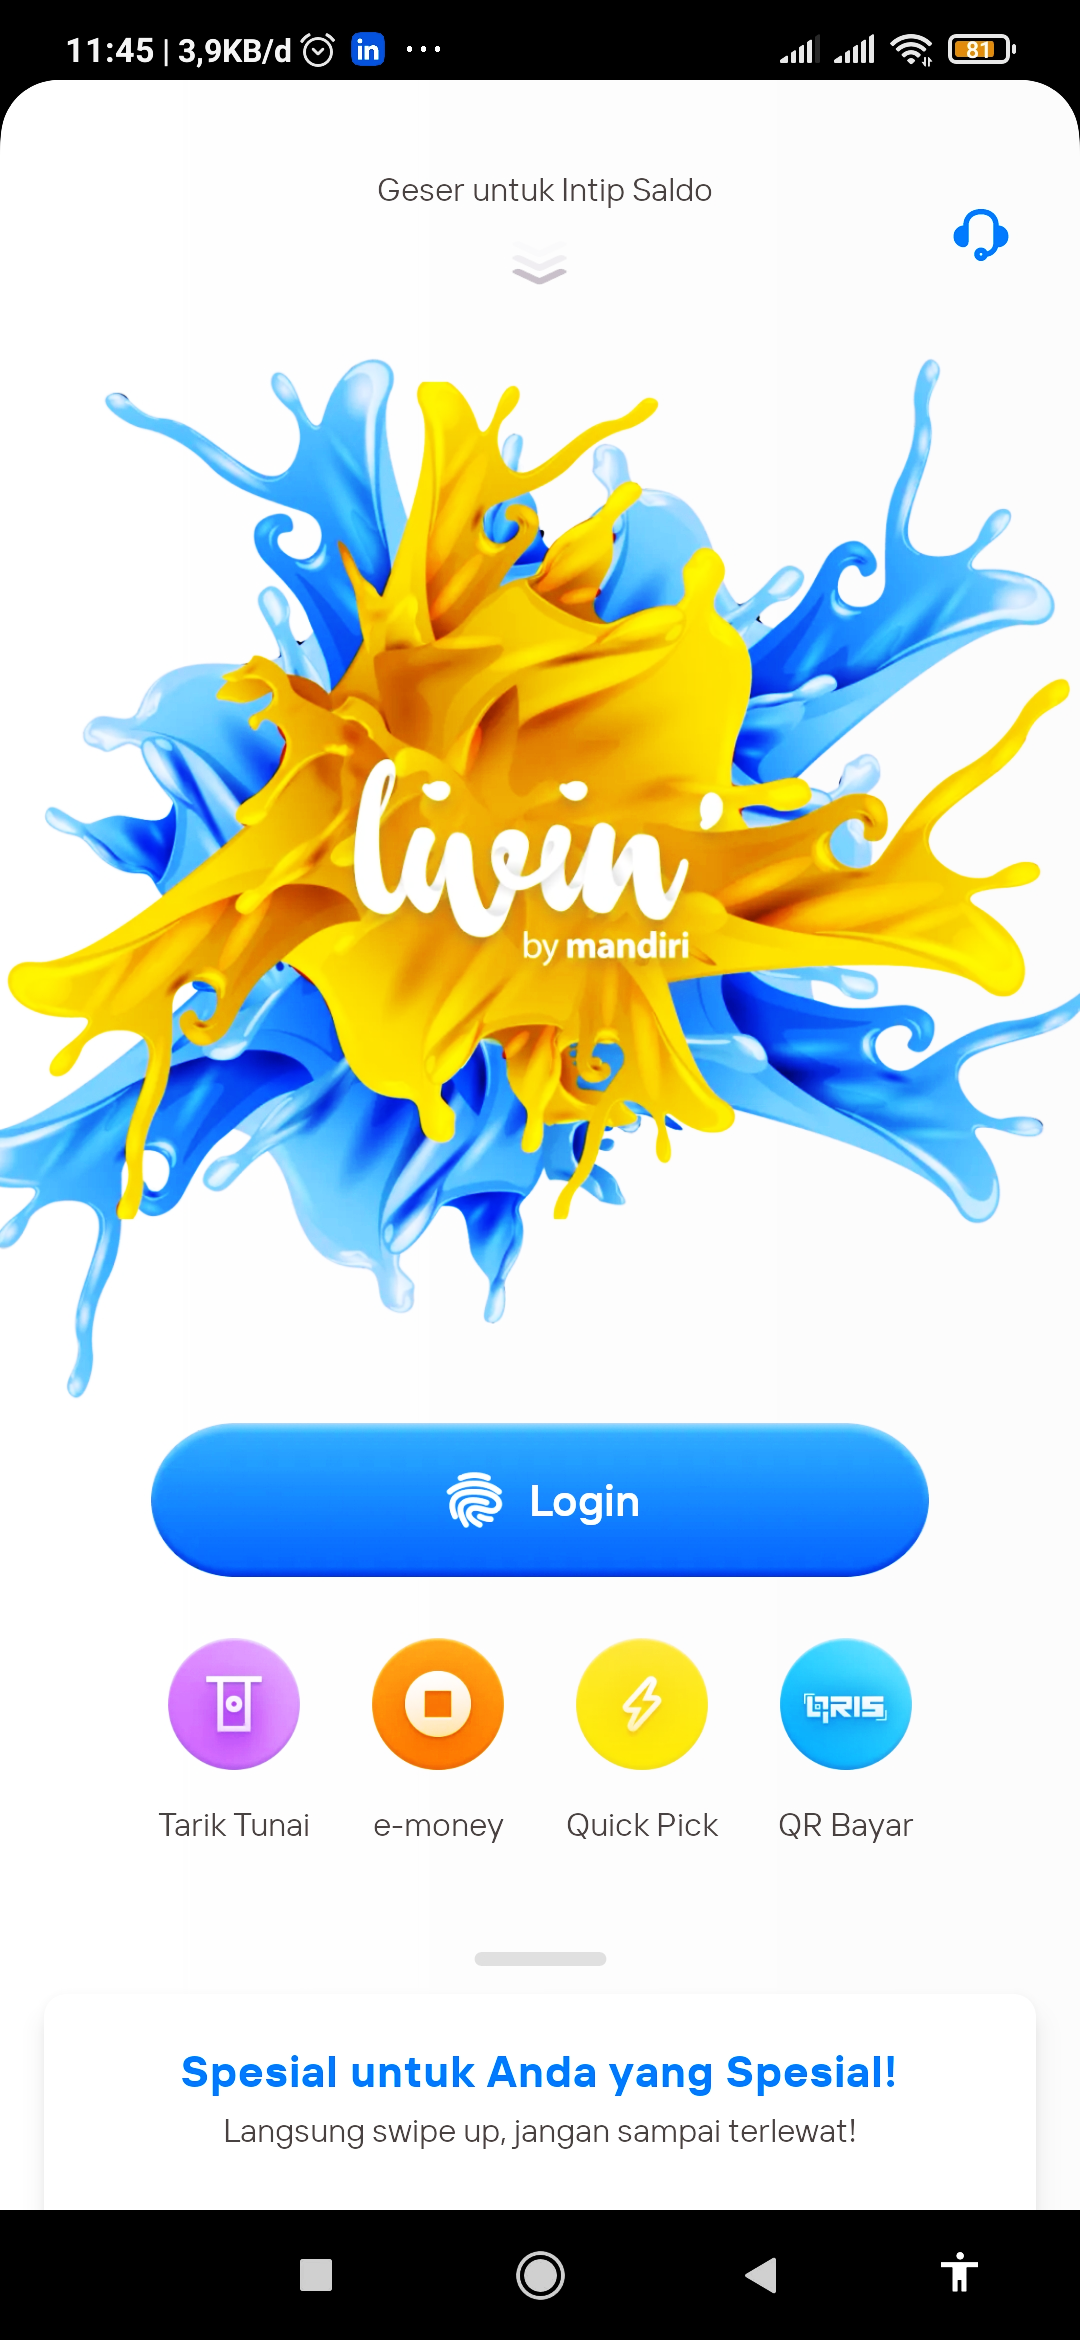 11:45 | 3,9KB/d in ... 81
Geser untuk Intip Saldo
livin'
by mandiri
Login
QRIS
Tarik Tunai e-money Quick Pick QR Bayar
Spesial untuk Anda yang Spesial!
Langsung swipe up, jangan sampai terlewat!